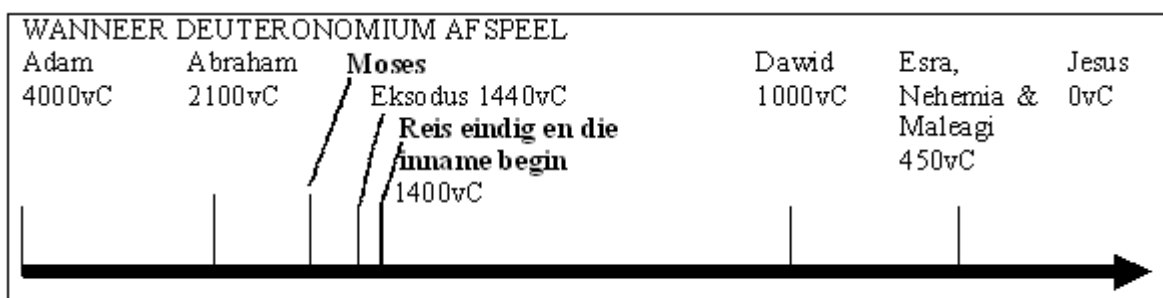 WANNEER DEUTERONOMIUM AFSPEEL
Adam Abraham Moses Dawid Esra, Jesus
4000vC 2100vC Eksodus 1440vC 1000vC Nehemia & 0vC
Reis eindig en die Maleagi
inname begin 450vC
1400vC